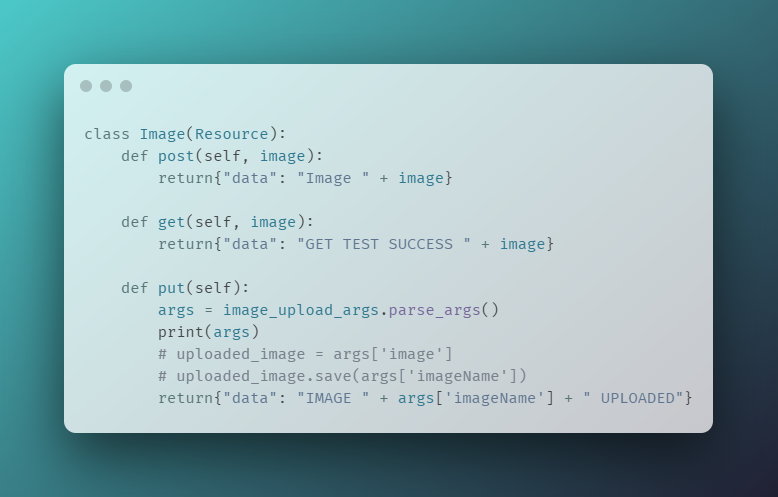 class Image(Resource):
    def post(self, image):
        return{"data": "Image " + image}

    def get(self, image):
        return{"data": "GET TEST SUCCESS " + image}

    def put(self):
        args = image_upload_args.parse_args()
        print(args)
        # uploaded_image = args['image']
        # uploaded_image.save(args['imageName'])
        return{"data": "IMAGE " + args['imageName'] + " UPLOADED"}